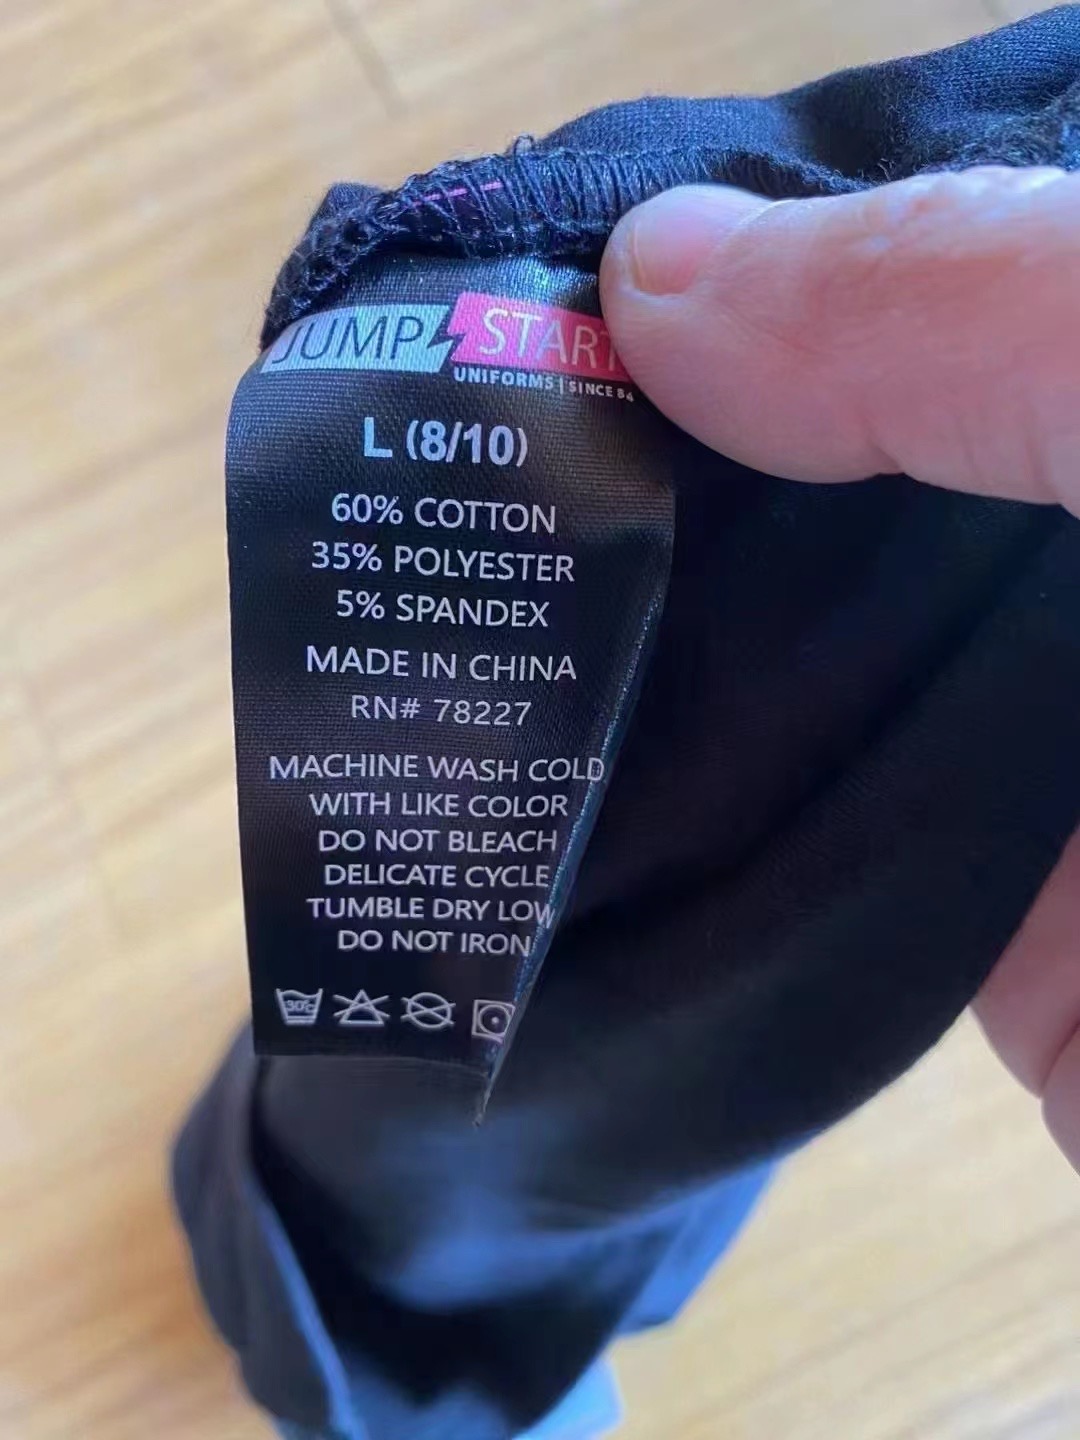 JUMP START
UNIFORMS | SINCE 84
L (8/10)
60% COTTON
35% POLYESTER
5% SPANDEX
MADE IN CHINA
RN# 78227
MACHINE WASH COLD
WITH LIKE COLOR
DO NOT BLEACH
DELICATE CYCLE
TUMBLE DRY LOW
DO NOT IRON
30°C